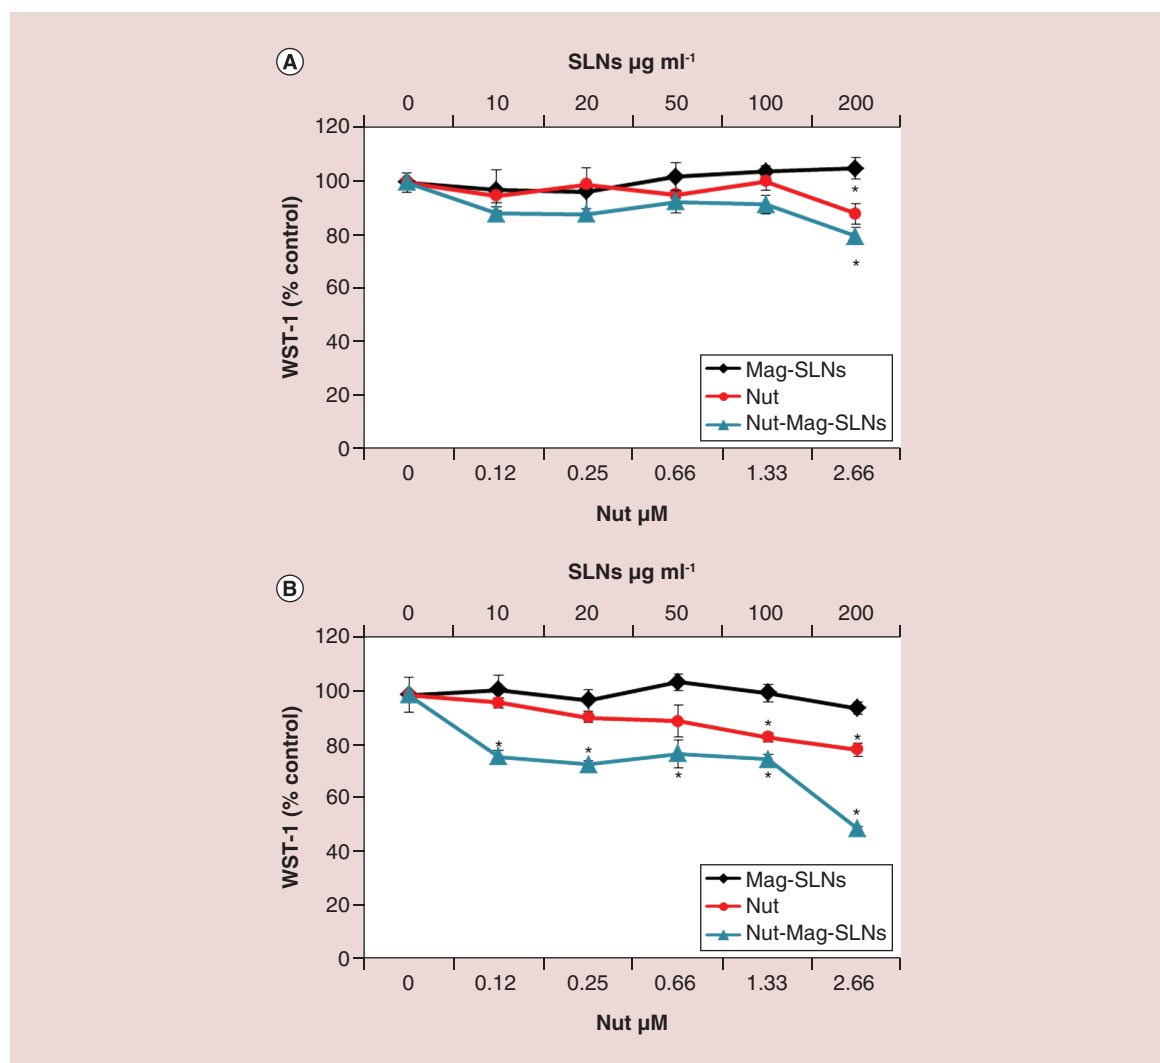 A
SLNs µg ml-1
0 10 20 50 100 200
120
100
80
60
40
20
0
WST-1 (% control)
*
*
Mag-SLNs
Nut
Nut-Mag-SLNs
0 0.12 0.25 0.66 1.33 2.66
Nut µM
B
SLNs µg ml-1
0 10 20 50 100 200
120
100
80
60
40
20
0
WST-1 (% control)
* * * * * * * *
Mag-SLNs
Nut
Nut-Mag-SLNs
0 0.12 0.25 0.66 1.33 2.66
Nut µM